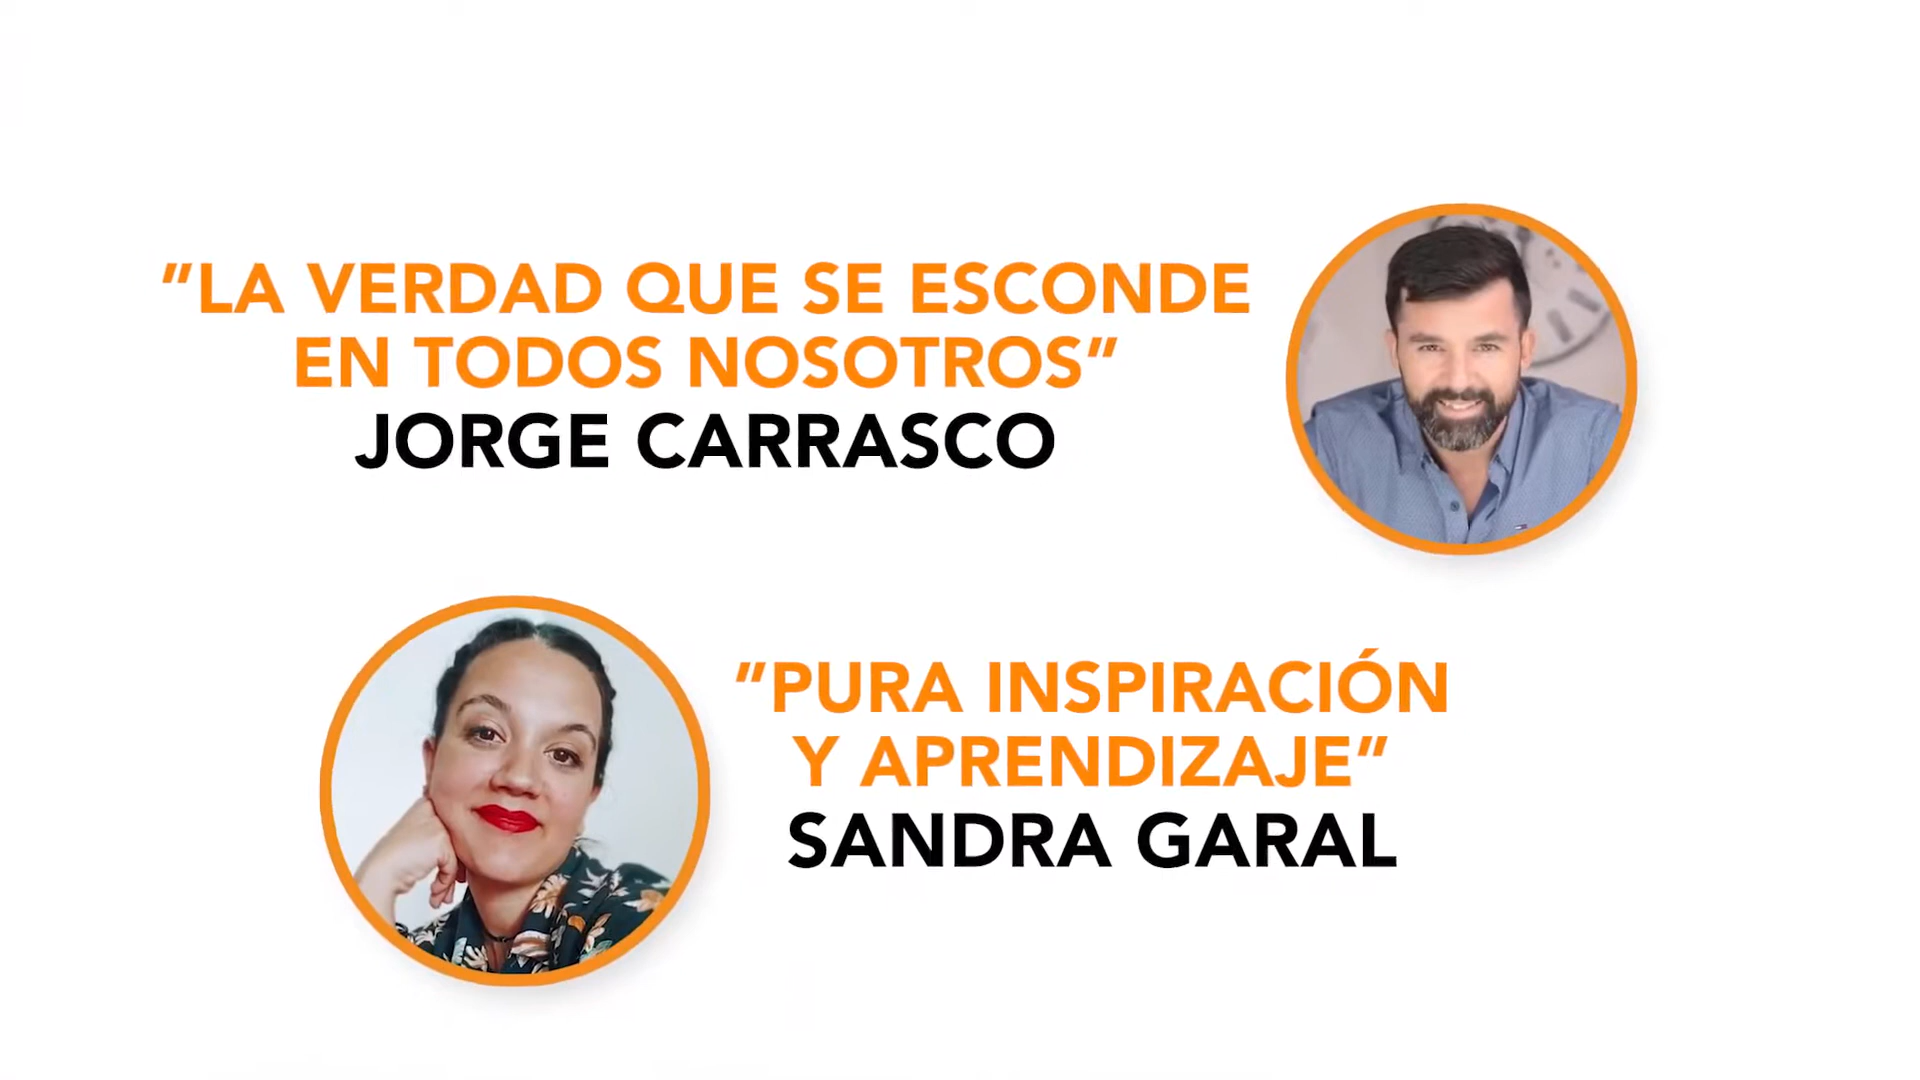 "LA VERDAD QUE SE ESCONDE
EN TODOS NOSOTROS"
JORGE CARRASCO
"PURA INSPIRACIÓN
Y APRENDIZAJE"
SANDRA GARAL